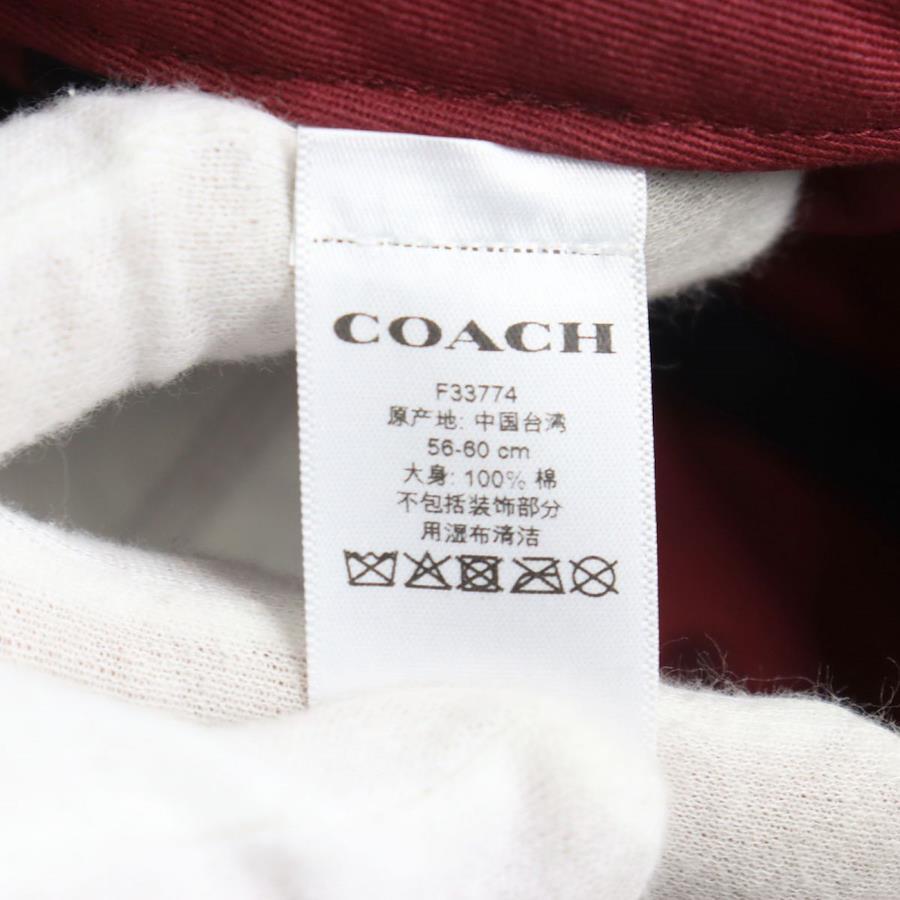 COACH
F33774
原产地: 中国台湾
56-60 cm
大身: 100% 棉
不包括装饰部分
用湿布清洁